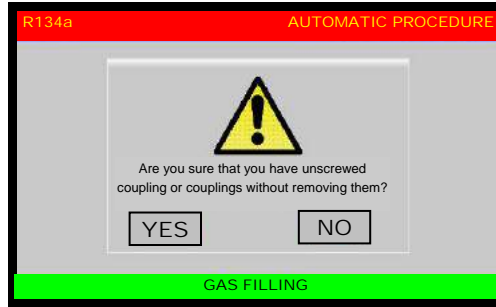 R134a AUTOMATIC PROCEDURE
Are you sure that you have unscrewed
coupling or couplings without removing them?
YES NO
GAS FILLING